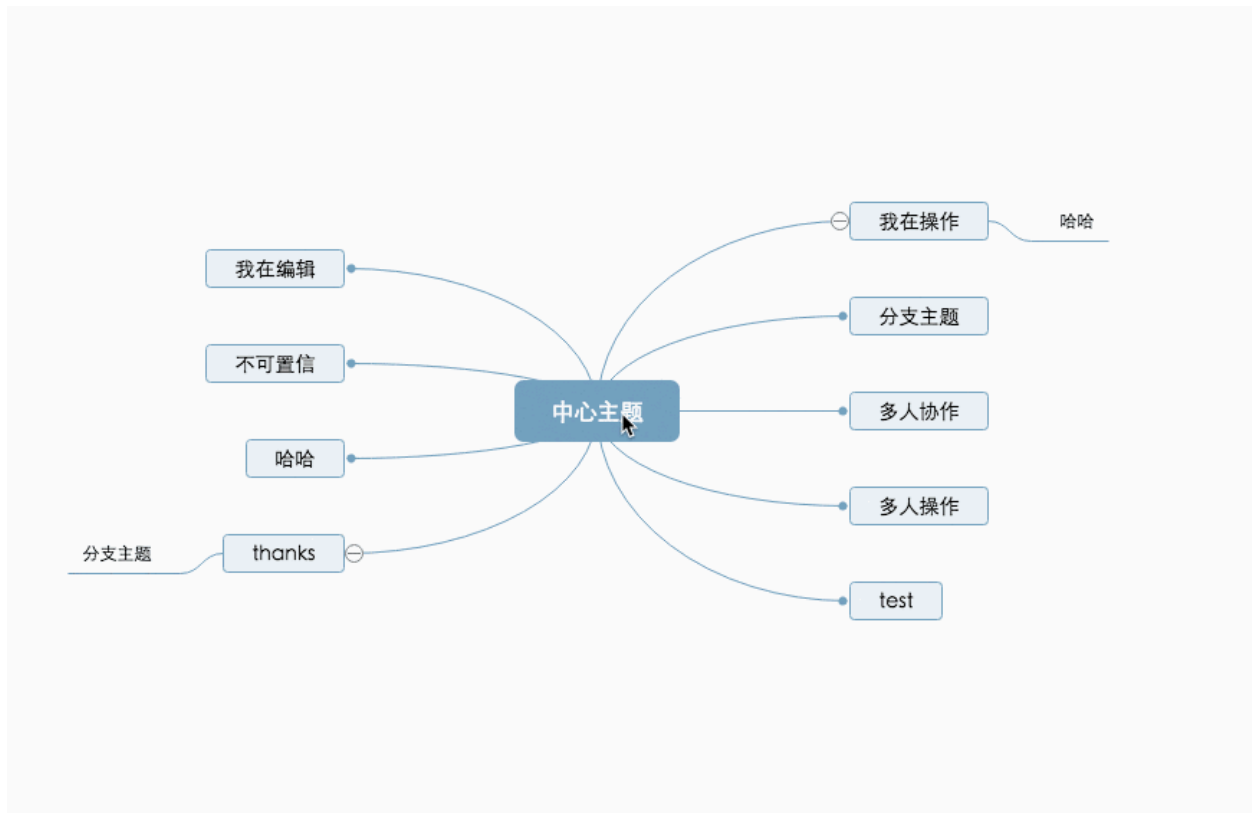 我在操作
哈哈
我在编辑
分支主题
不可置信
中心主题
多人协作
哈哈
多人操作
分支主题
thanks
test